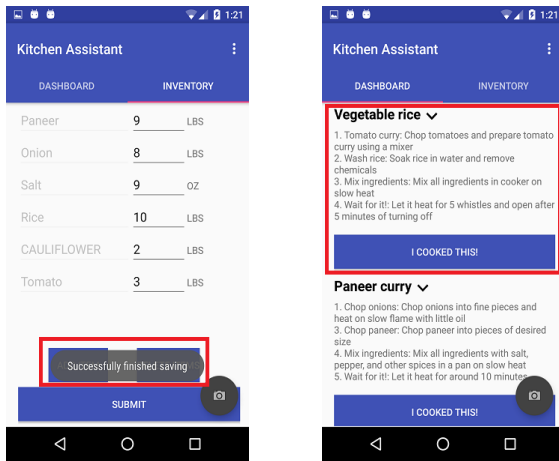 1:21
Kitchen Assistant
DASHBOARD INVENTORY
Paneer 9 LBS
Onion 8 LBS
Salt 9 OZ
Rice 10 LBS
CAULIFLOWER 2 LBS
Tomato 3 LBS
Successfully finished saving
SUBMIT
1:21
Kitchen Assistant
DASHBOARD INVENTORY
Vegetable rice
1. Tomato curry: Chop tomatoes and prepare tomato
curry using a mixer
2. Wash rice: Soak rice in water and remove
chemicals
3. Mix ingredients: Mix all ingredients in cooker on
slow heat
4. Wait for it!: Let it heat for 5 whistles and open after
5 minutes of turning off
I COOKED THIS!
Paneer curry
1. Chop onions: Chop onions into fine pieces and
heat on slow flame with little oil
3. Chop paneer: Chop paneer into pieces of desired
size
4. Mix ingredients: Mix all ingredients with salt,
pepper, and other spices in a pan on slow heat
5. Wait for it!: Let it heat for around 10 minutes
I COOKED THIS!